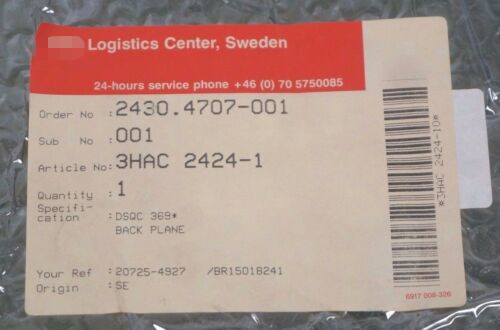 Logistics Center, Sweden
24-hours service phone +46 (0) 70 5750085
Order No :2430.4707-001
Sub No :001
Article No:3HAC 2424-1
Quantity :1
Specifi-
cation :DSQC 369*
BACK PLANE
Your Ref :20725-4927 /BR15018241
Origin :SE
*3HAC 2424-10*
6917 008-326